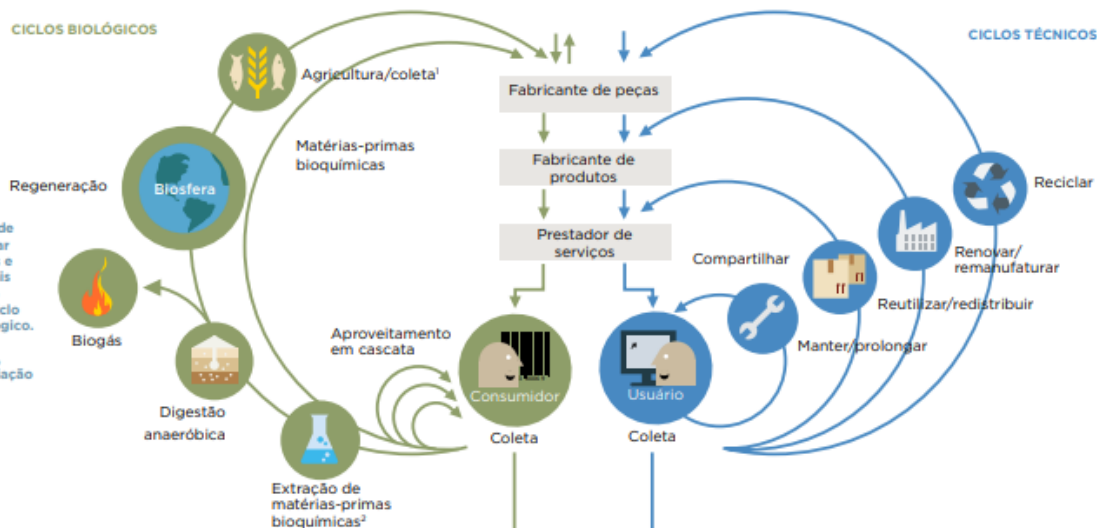 CICLOS BIOLÓGICOS
CICLOS TÉCNICOS
Agricultura/coleta¹
Matérias-primas
bioquímicas
Regeneração
Biosfera
Biogás
Digestão
anaeróbica
Extração de
matérias-primas
bioquímicas²
Aproveitamento
em cascata
Fabricante de peças
Fabricante de
produtos
Prestador de
serviços
Consumidor
Coleta
Usuário
Coleta
Compartilhar
Manter/prolongar
Reutilizar/redistribuir
Renovar/
remanufaturar
Reciclar
de
e